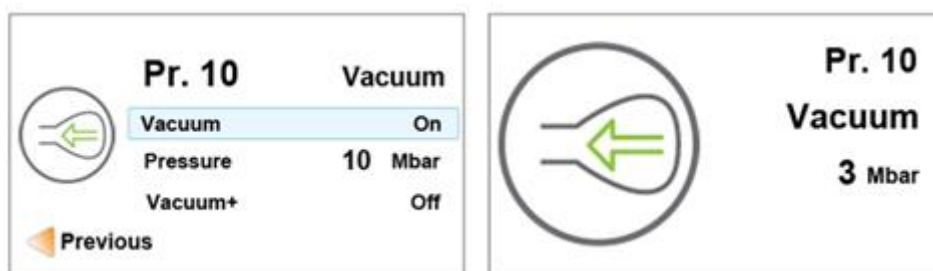 Pr. 10 Vacuum
Vacuum On
Pressure 10 Mbar
Vacuum+ Off
Previous
Pr. 10
Vacuum
3 Mbar